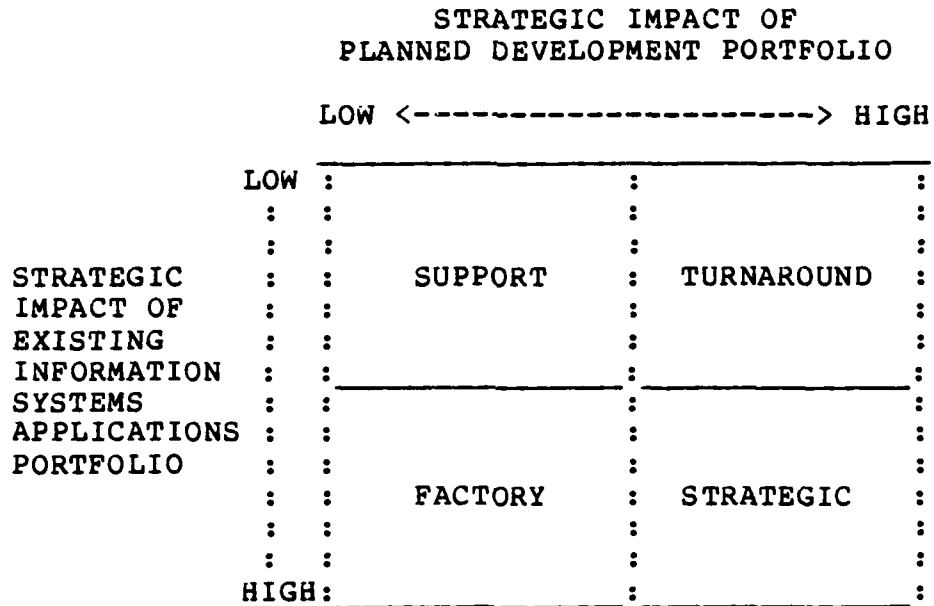 STRATEGIC IMPACT OF
PLANNED DEVELOPMENT PORTFOLIO
LOW <----------------------> HIGH
LOW
STRATEGIC
IMPACT OF
EXISTING
INFORMATION
SYSTEMS
APPLICATIONS
PORTFOLIO
SUPPORT
TURNAROUND
FACTORY
STRATEGIC
HIGH